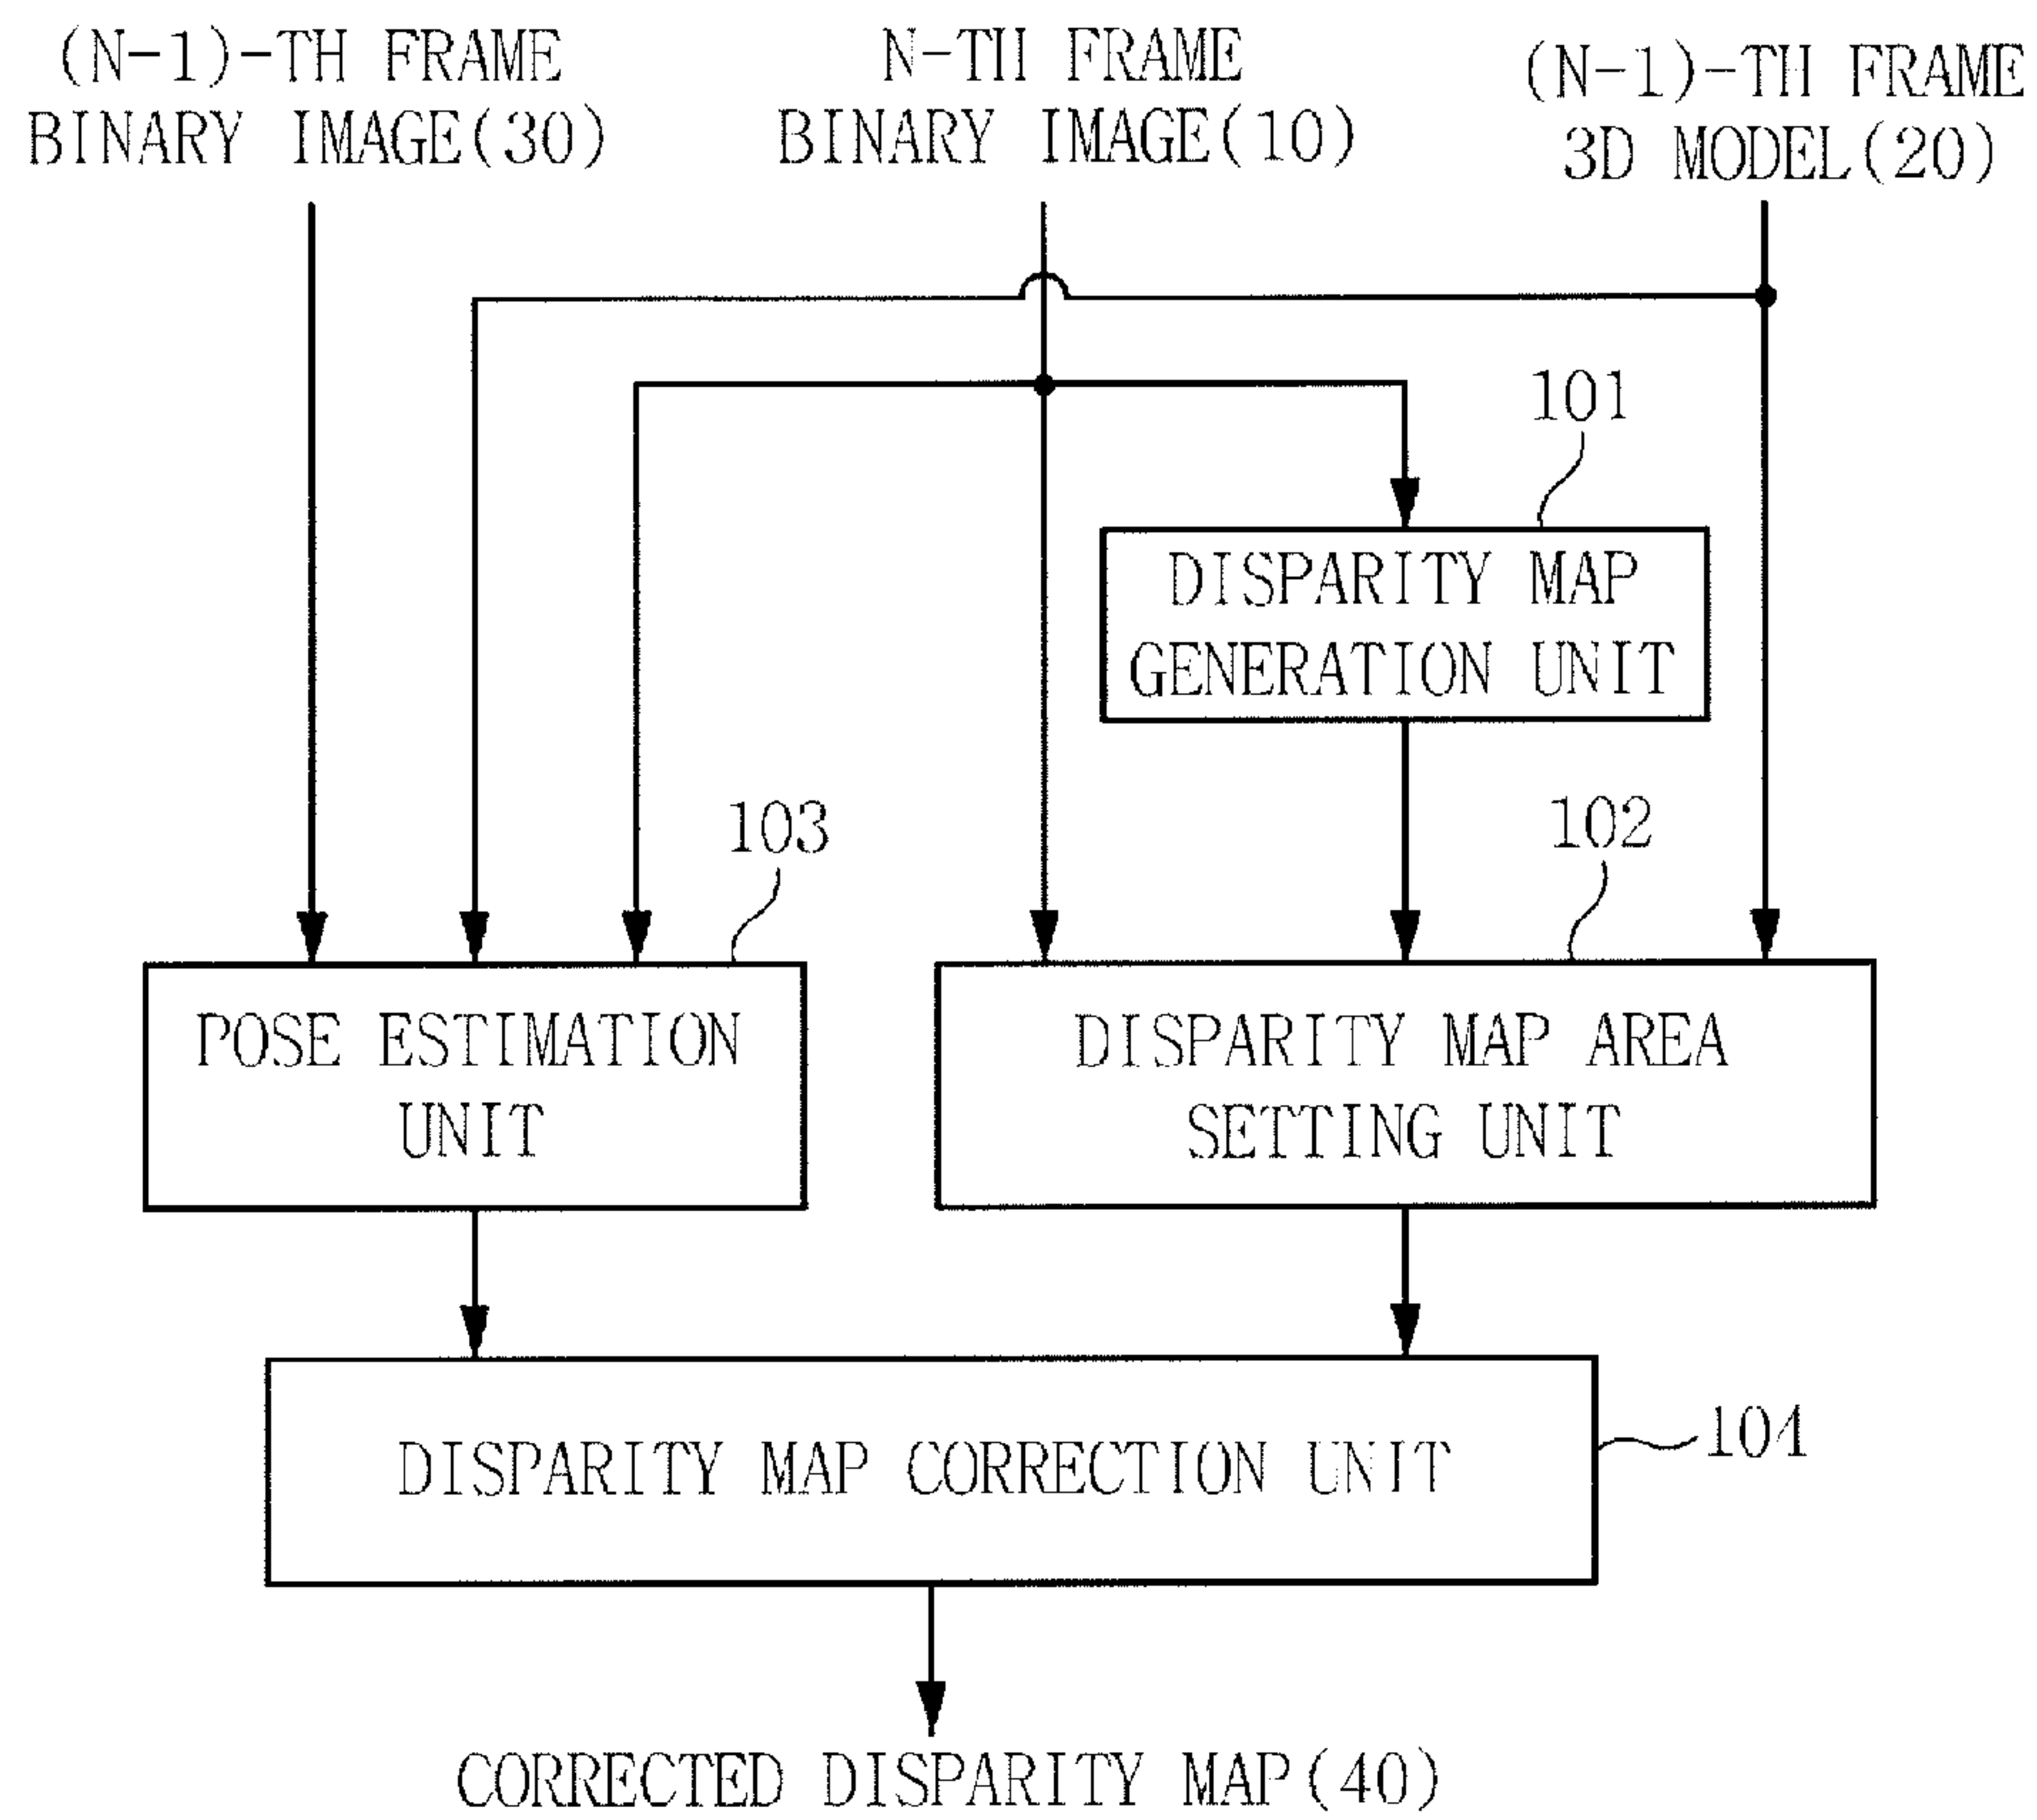 (N-1)-TH FRAME
BINARY IMAGE(30)
N-TH FRAME
BINARY IMAGE(10)
(N-1)-TH FRAME
3D MODEL(20)
101
DISPARITY MAP
GENERATION UNIT
103
102
POSE ESTIMATION
UNIT
DISPARITY MAP AREA
SETTING UNIT
DISPARITY MAP CORRECTION UNIT
104
CORRECTED DISPARITY MAP(40)